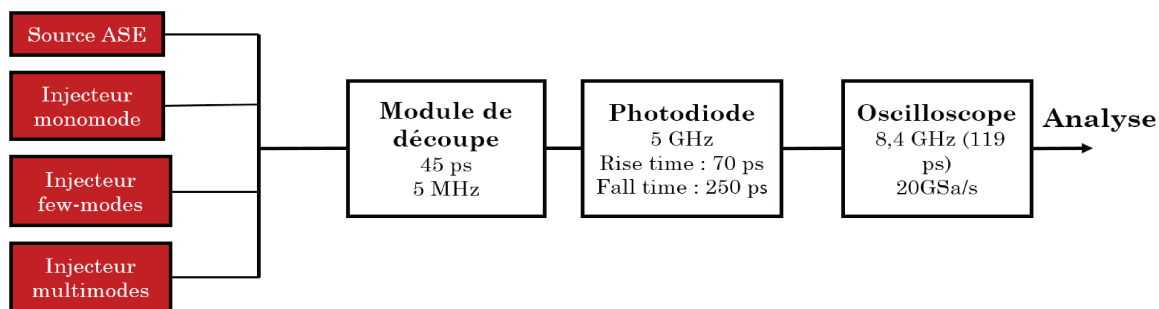 Source ASE
Injecteur
monomode
Injecteur
few-modes
Injecteur
multimodes
Module de
découpe
45 ps
5 MHz
Photodiode
5 GHz
Rise time : 70 ps
Fall time : 250 ps
Oscilloscope
8,4 GHz (119
ps)
20GSa/s
Analyse